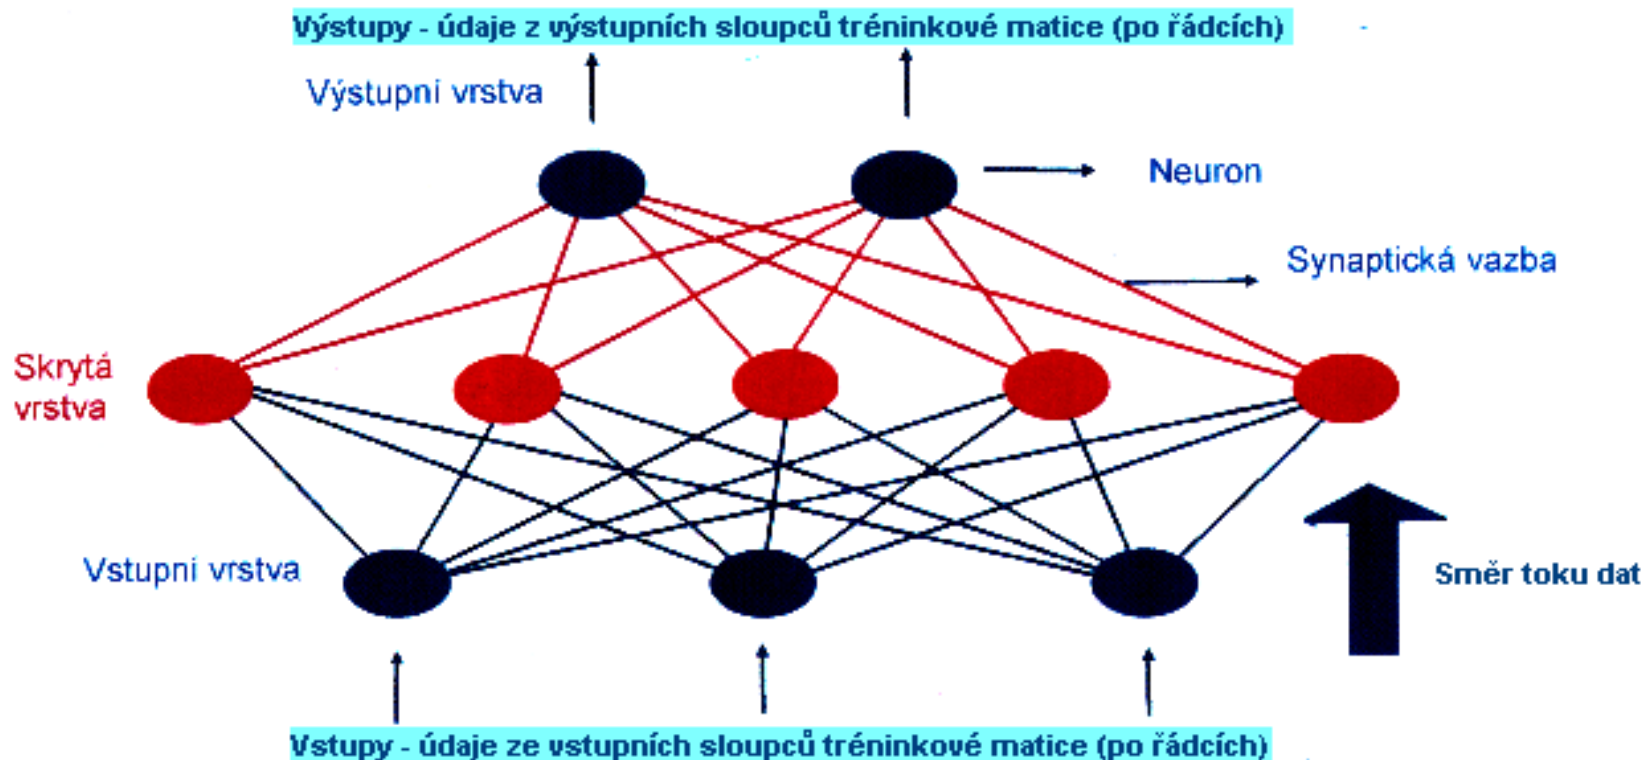 Výstupy - údaje z výstupních sloupců tréninkové matice (po řádcích)
Výstupní vrstva
Neuron
Synaptická vazba
Skrytá
vrstva
Vstupní vrstva
Směr toku dat
Vstupy - údaje ze vstupních sloupců tréninkové matice (po řádcích)